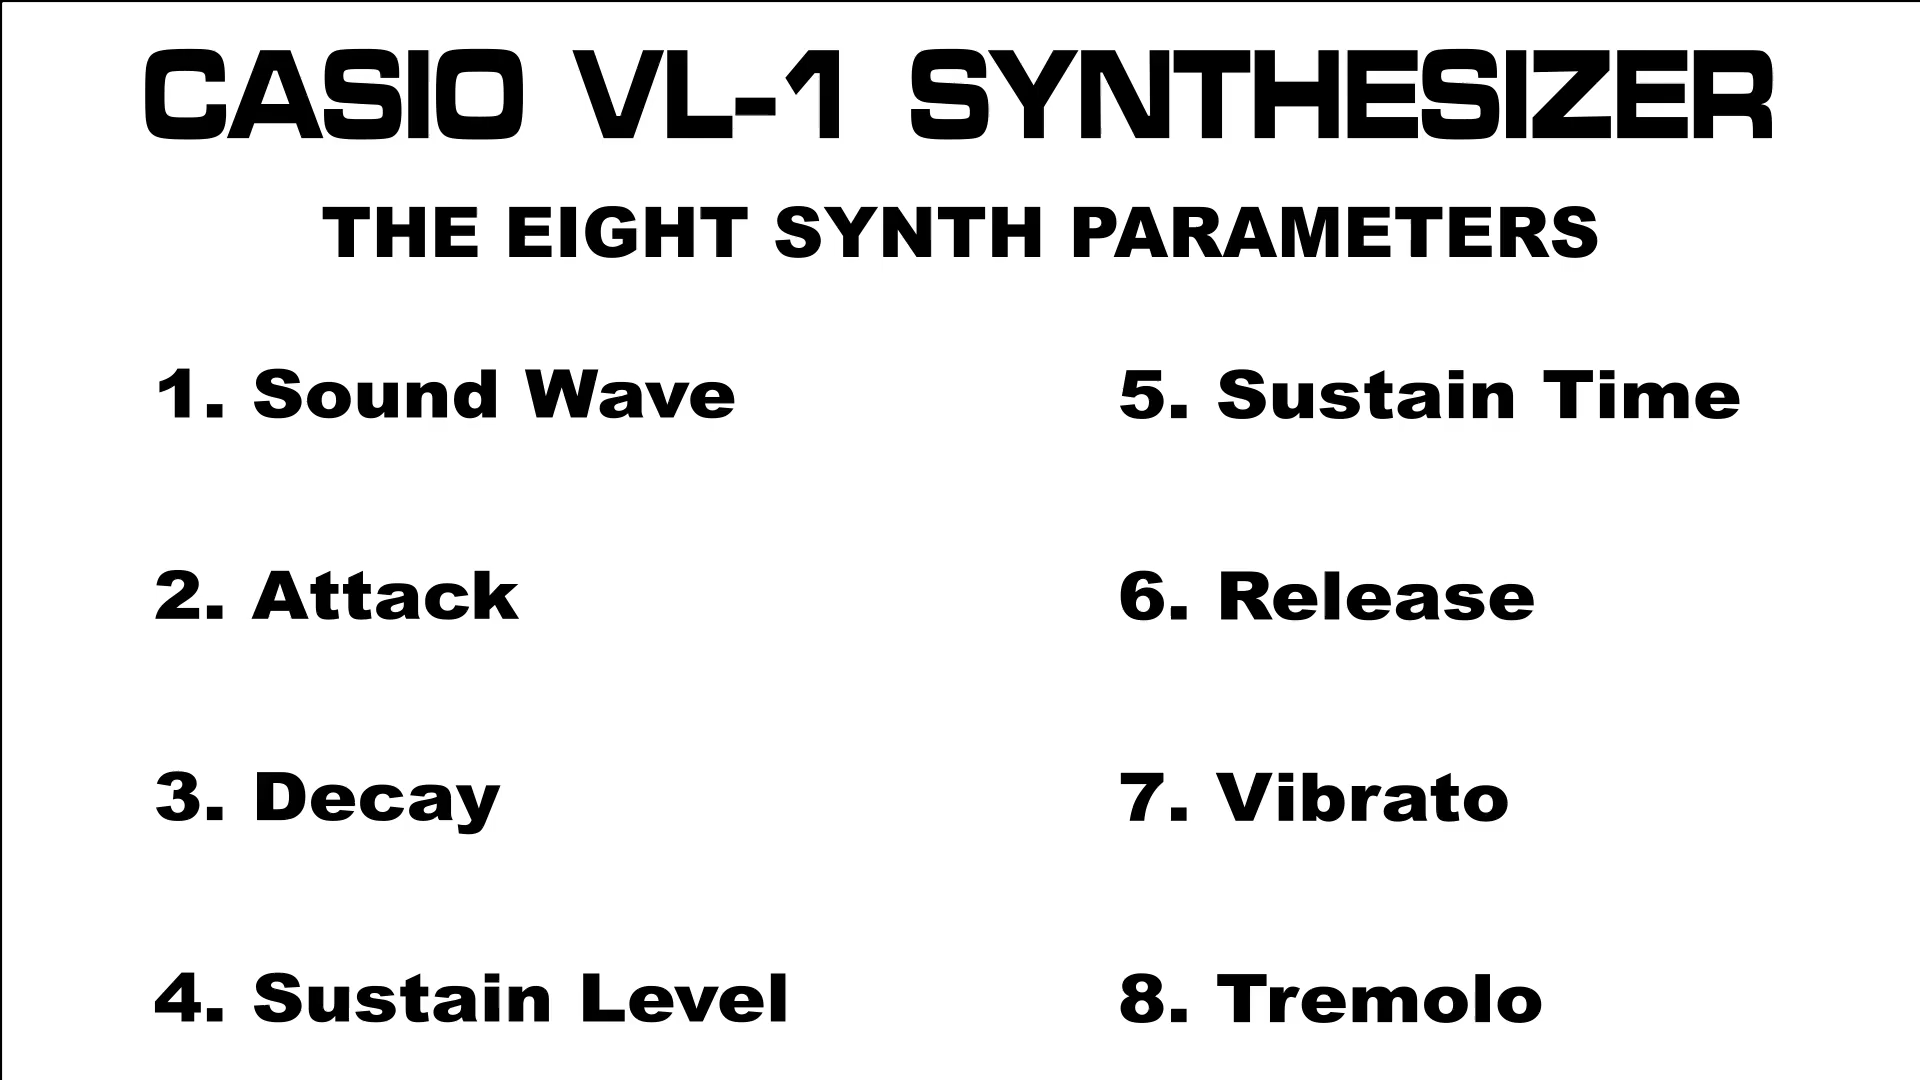 CASIO VL-1 SYNTHESIZER
THE EIGHT SYNTH PARAMETERS
1. Sound Wave
2. Attack
3. Decay
4. Sustain Level
5. Sustain Time
6. Release
7. Vibrato
8. Tremolo